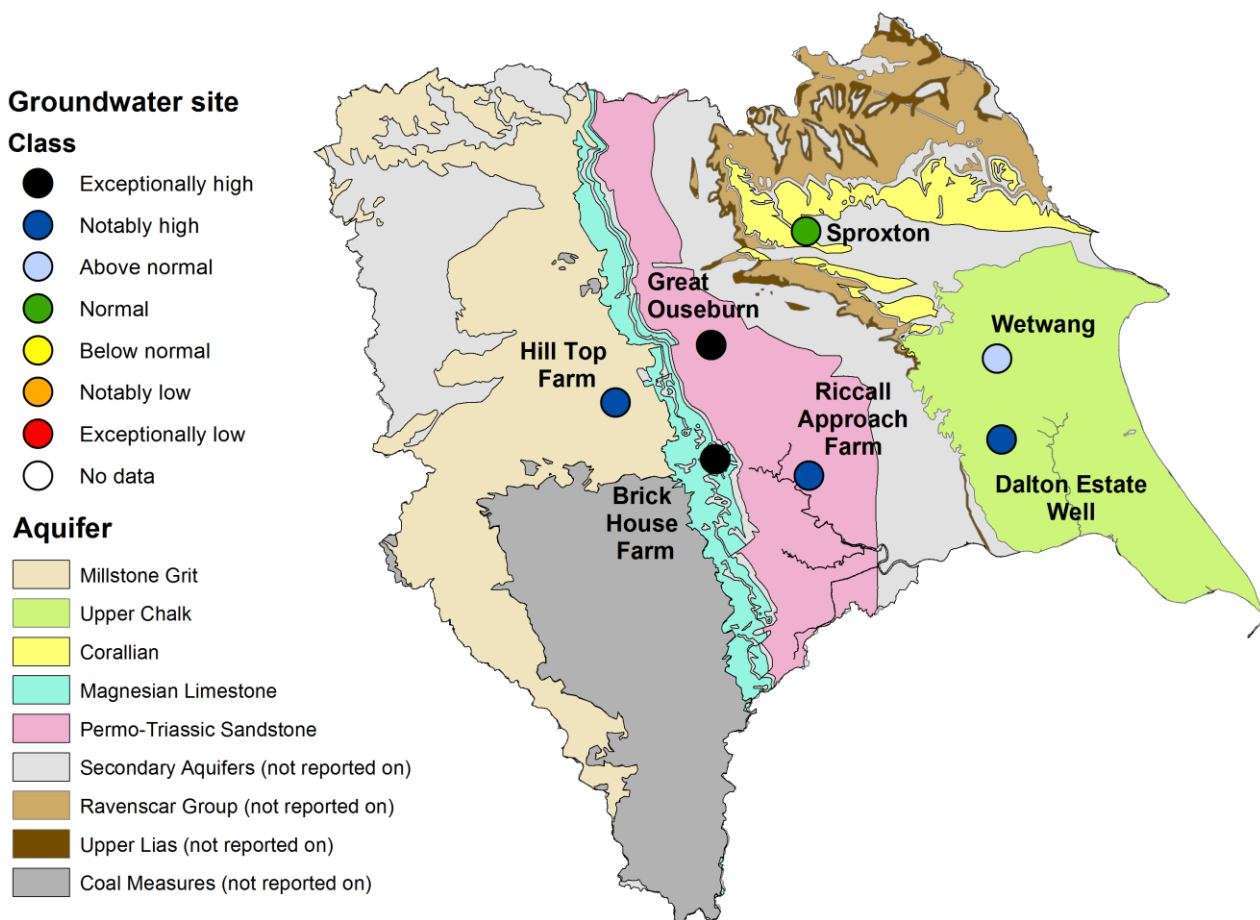 Groundwater site
Class
Exceptionally high
Notably high
Above normal
Normal
Below normal
Notably low
Exceptionally low
No data
Aquifer
Millstone Grit
Upper Chalk
Corallian
Magnesian Limestone
Permo-Triassic Sandstone
Secondary Aquifers (not reported on)
Ravenscar Group (not reported on)
Upper Lias (not reported on)
Coal Measures (not reported on)
Sproxton
Great
Ouseburn
Wetwang
Hill Top
Farm
Riccall
Approach
Farm
Brick
House
Farm
Dalton Estate
Well